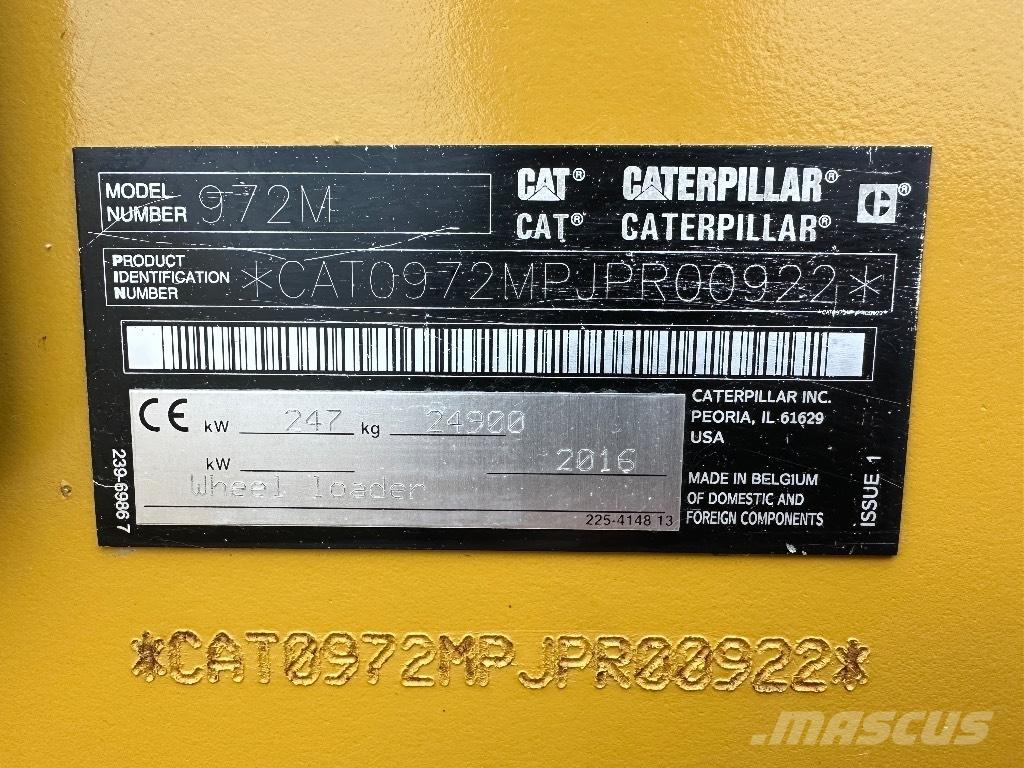 MODEL NUMBER 972M
CAT® CATERPILLAR® C®
CAT® CATERPILLAR®
PRODUCT IDENTIFICATION NUMBER *CAT0972MPJPR00922*
*CAT0972MPJPR00922*
CE kW 247 kg 24900
kW 2016
Wheel loader
225-4148 13
239-6986 7
CATERPILLAR INC.
PEORIA, IL 61629
USA
MADE IN BELGIUM
OF DOMESTIC AND
FOREIGN COMPONENTS
ISSUE 1
*CAT0972MPJPR00922*
MASCUS